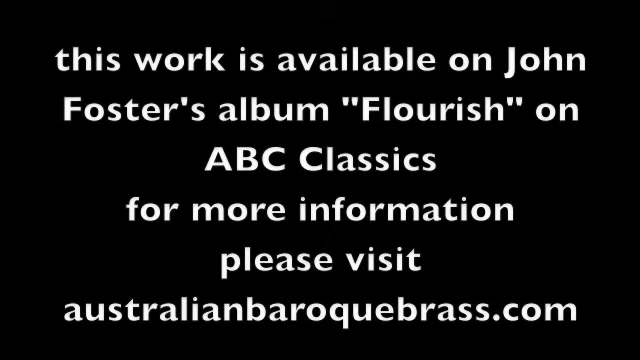 this work is available on John
Foster's album "Flourish" on
ABC Classics
for more information
please visit
australianbaroquebrass.com